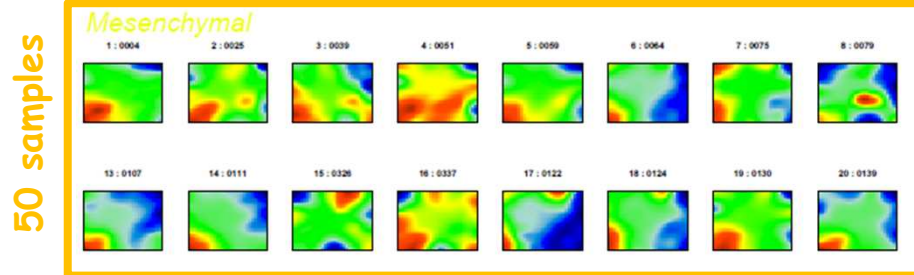 50 samples
Mesenchymal
1 : 0004 2 : 0025 3 : 0039 4 : 0051 5 : 0059 6 : 0064 7 : 0075 8 : 0079
13 : 0107 14 : 0111 15 : 0326 16 : 0337 17 : 0122 18 : 0124 19 : 0130 20 : 0139